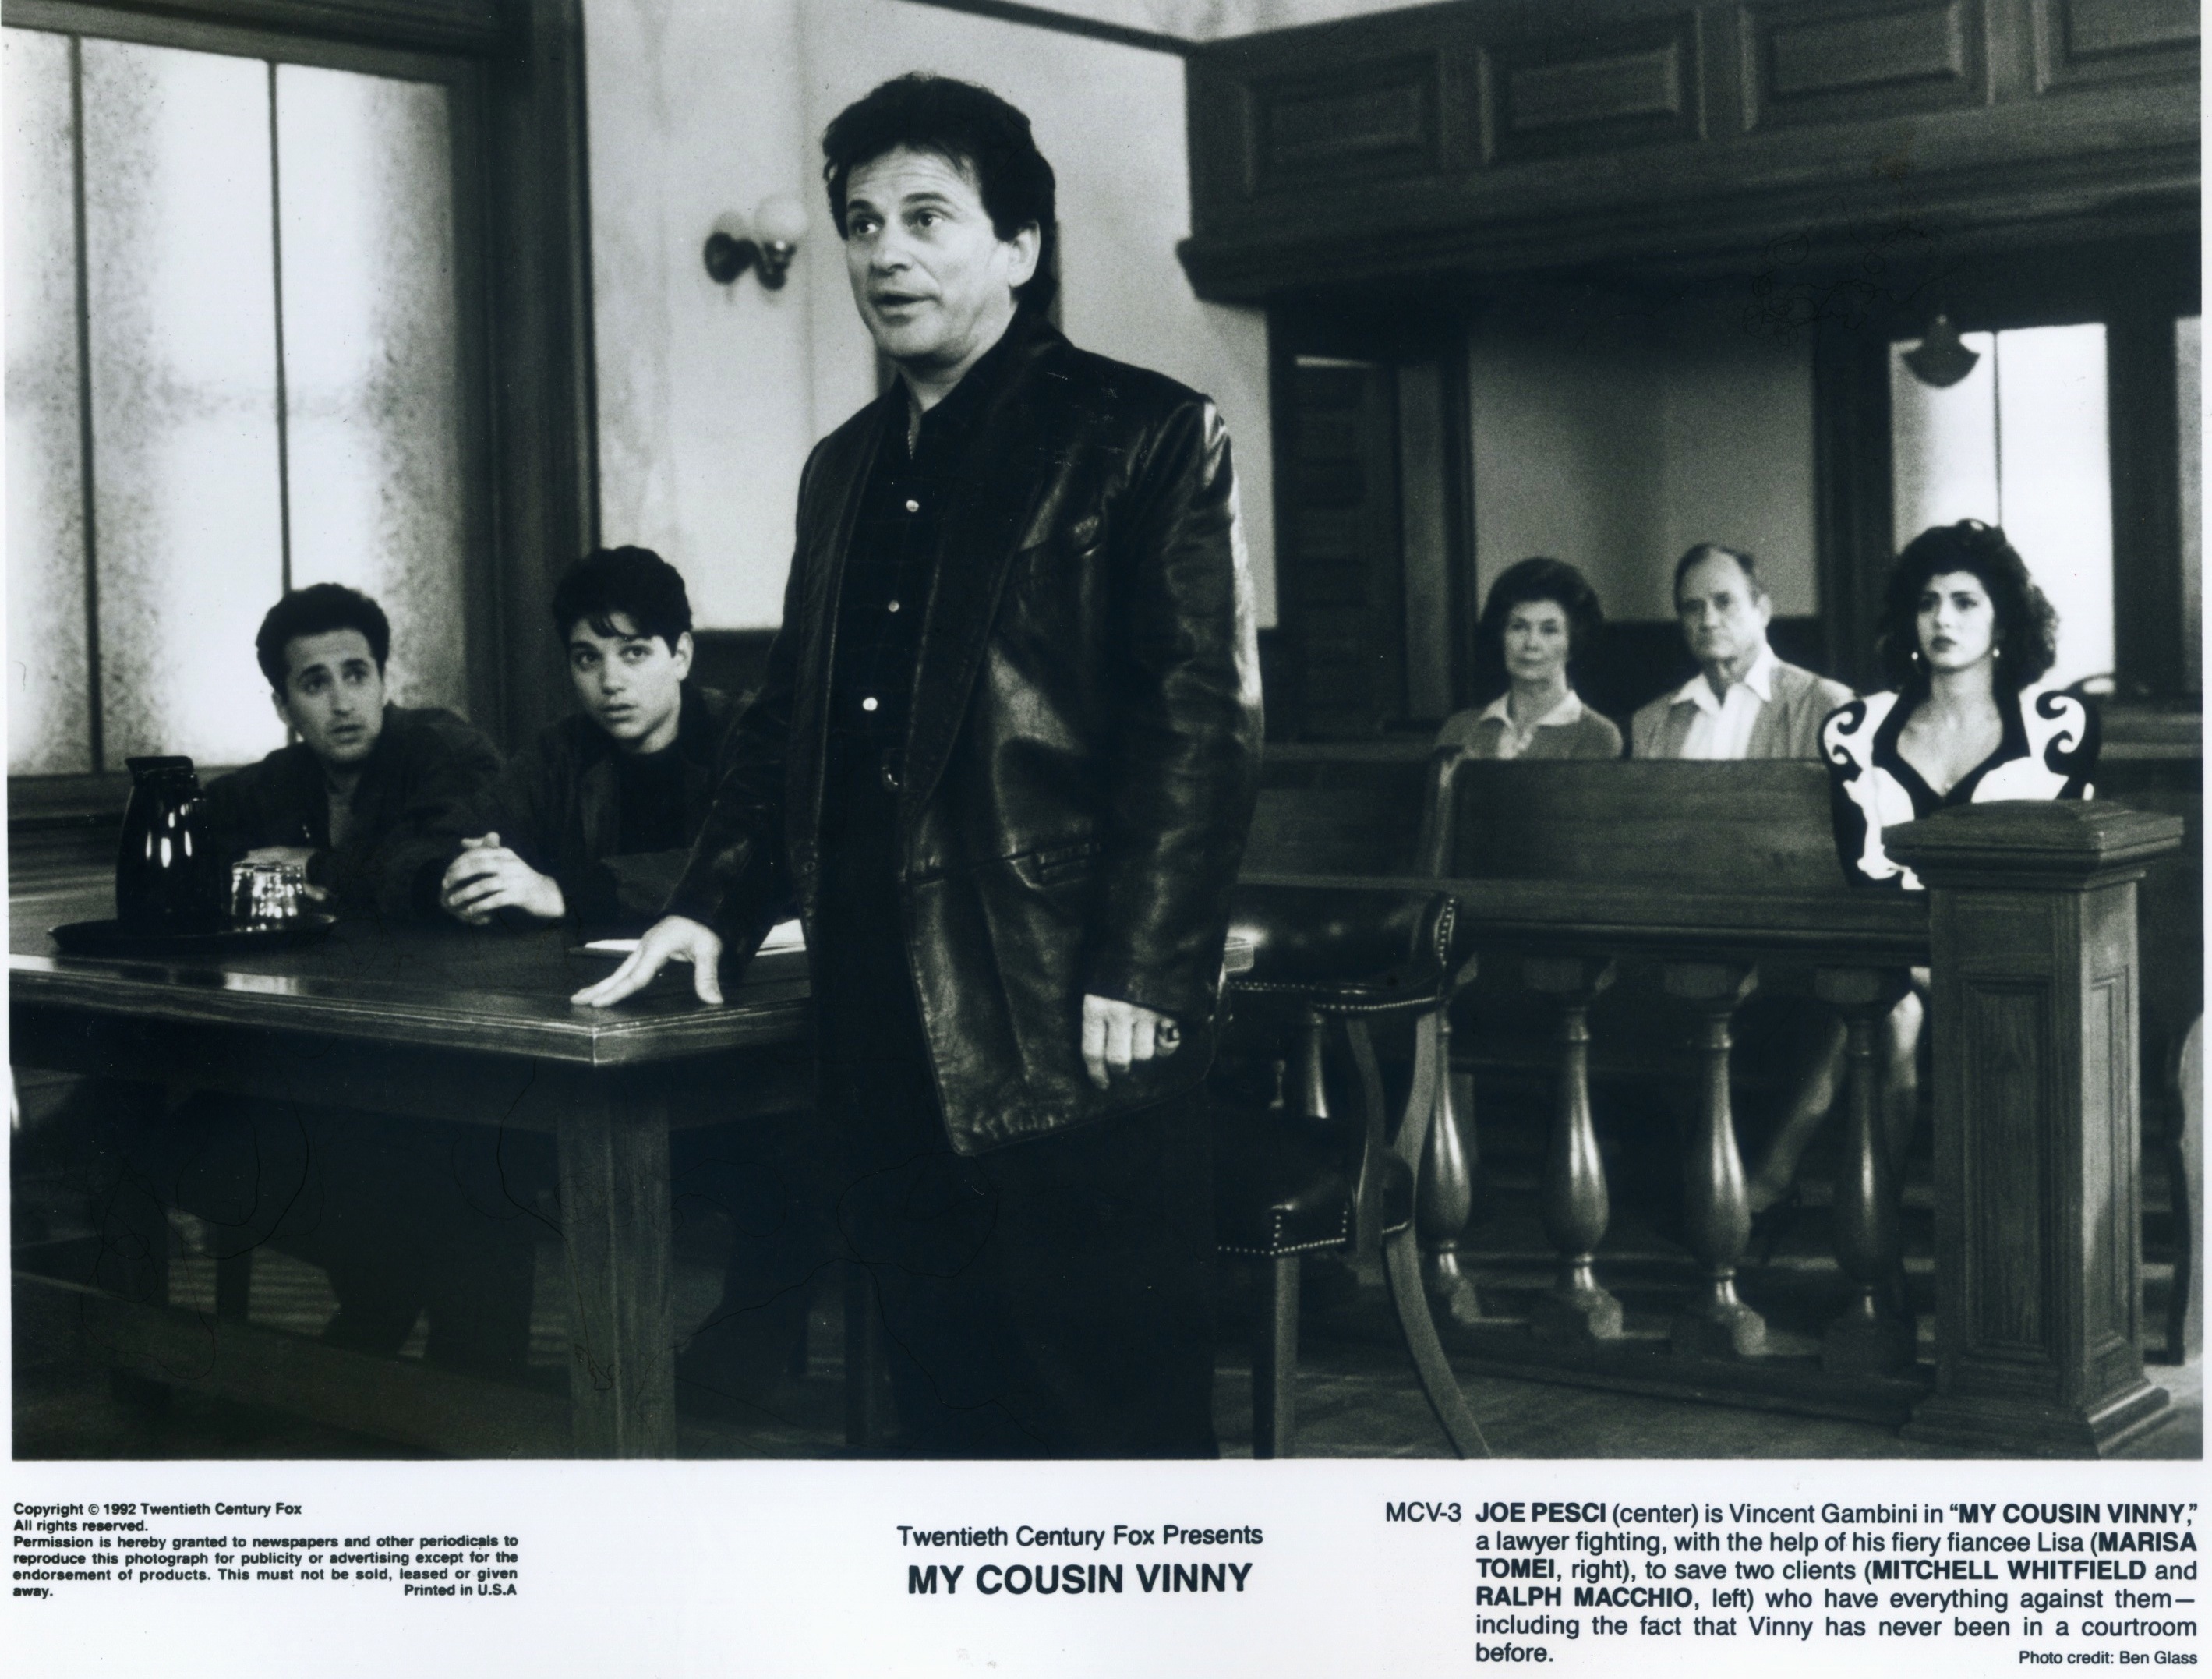 Copyright © 1992 Twentieth Century Fox
All rights reserved.
Permission is hereby granted to newspapers and other periodicals to
reproduce this photograph for publicity or advertising except for the
endorsement of products. This must not be sold, leased or given
away. Printed in U.S.A
Twentieth Century Fox Presents
MY COUSIN VINNY
MCV-3 JOE PESCI (center) is Vincent Gambini in “MY COUSIN VINNY,”
a lawyer fighting, with the help of his fiery fiancee Lisa (MARISA
TOMEI, right), to save two clients (MITCHELL WHITFIELD and
RALPH MACCHIO, left) who have everything against them—
including the fact that Vinny has never been in a courtroom
before. Photo credit: Ben Glass